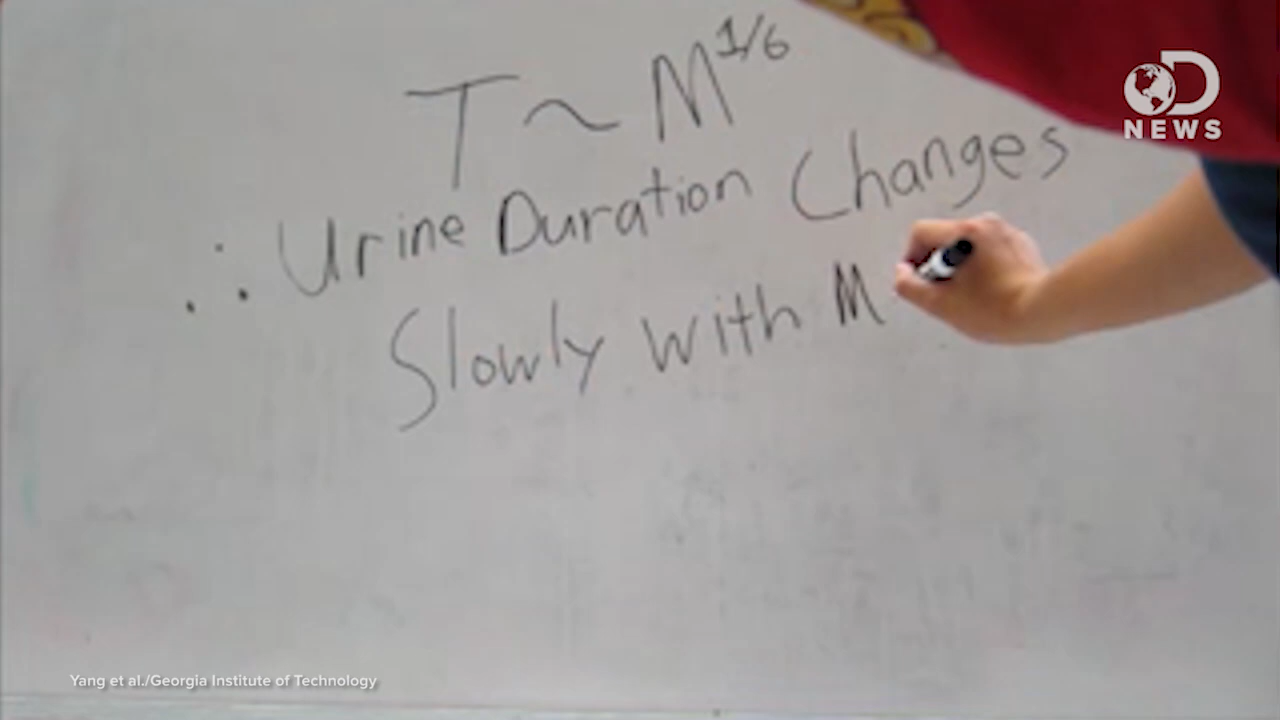 T ~ M^1/6
∴ Urine Duration Changes
Slowly with M
D
NEWS
Yang et al./Georgia Institute of Technology